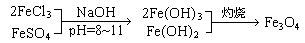 2FeCl₃ NaOH 2Fe(OH)₃ 灼烧
FeSO₄ pH=8~11 Fe(OH)₂ Fe₃O₄